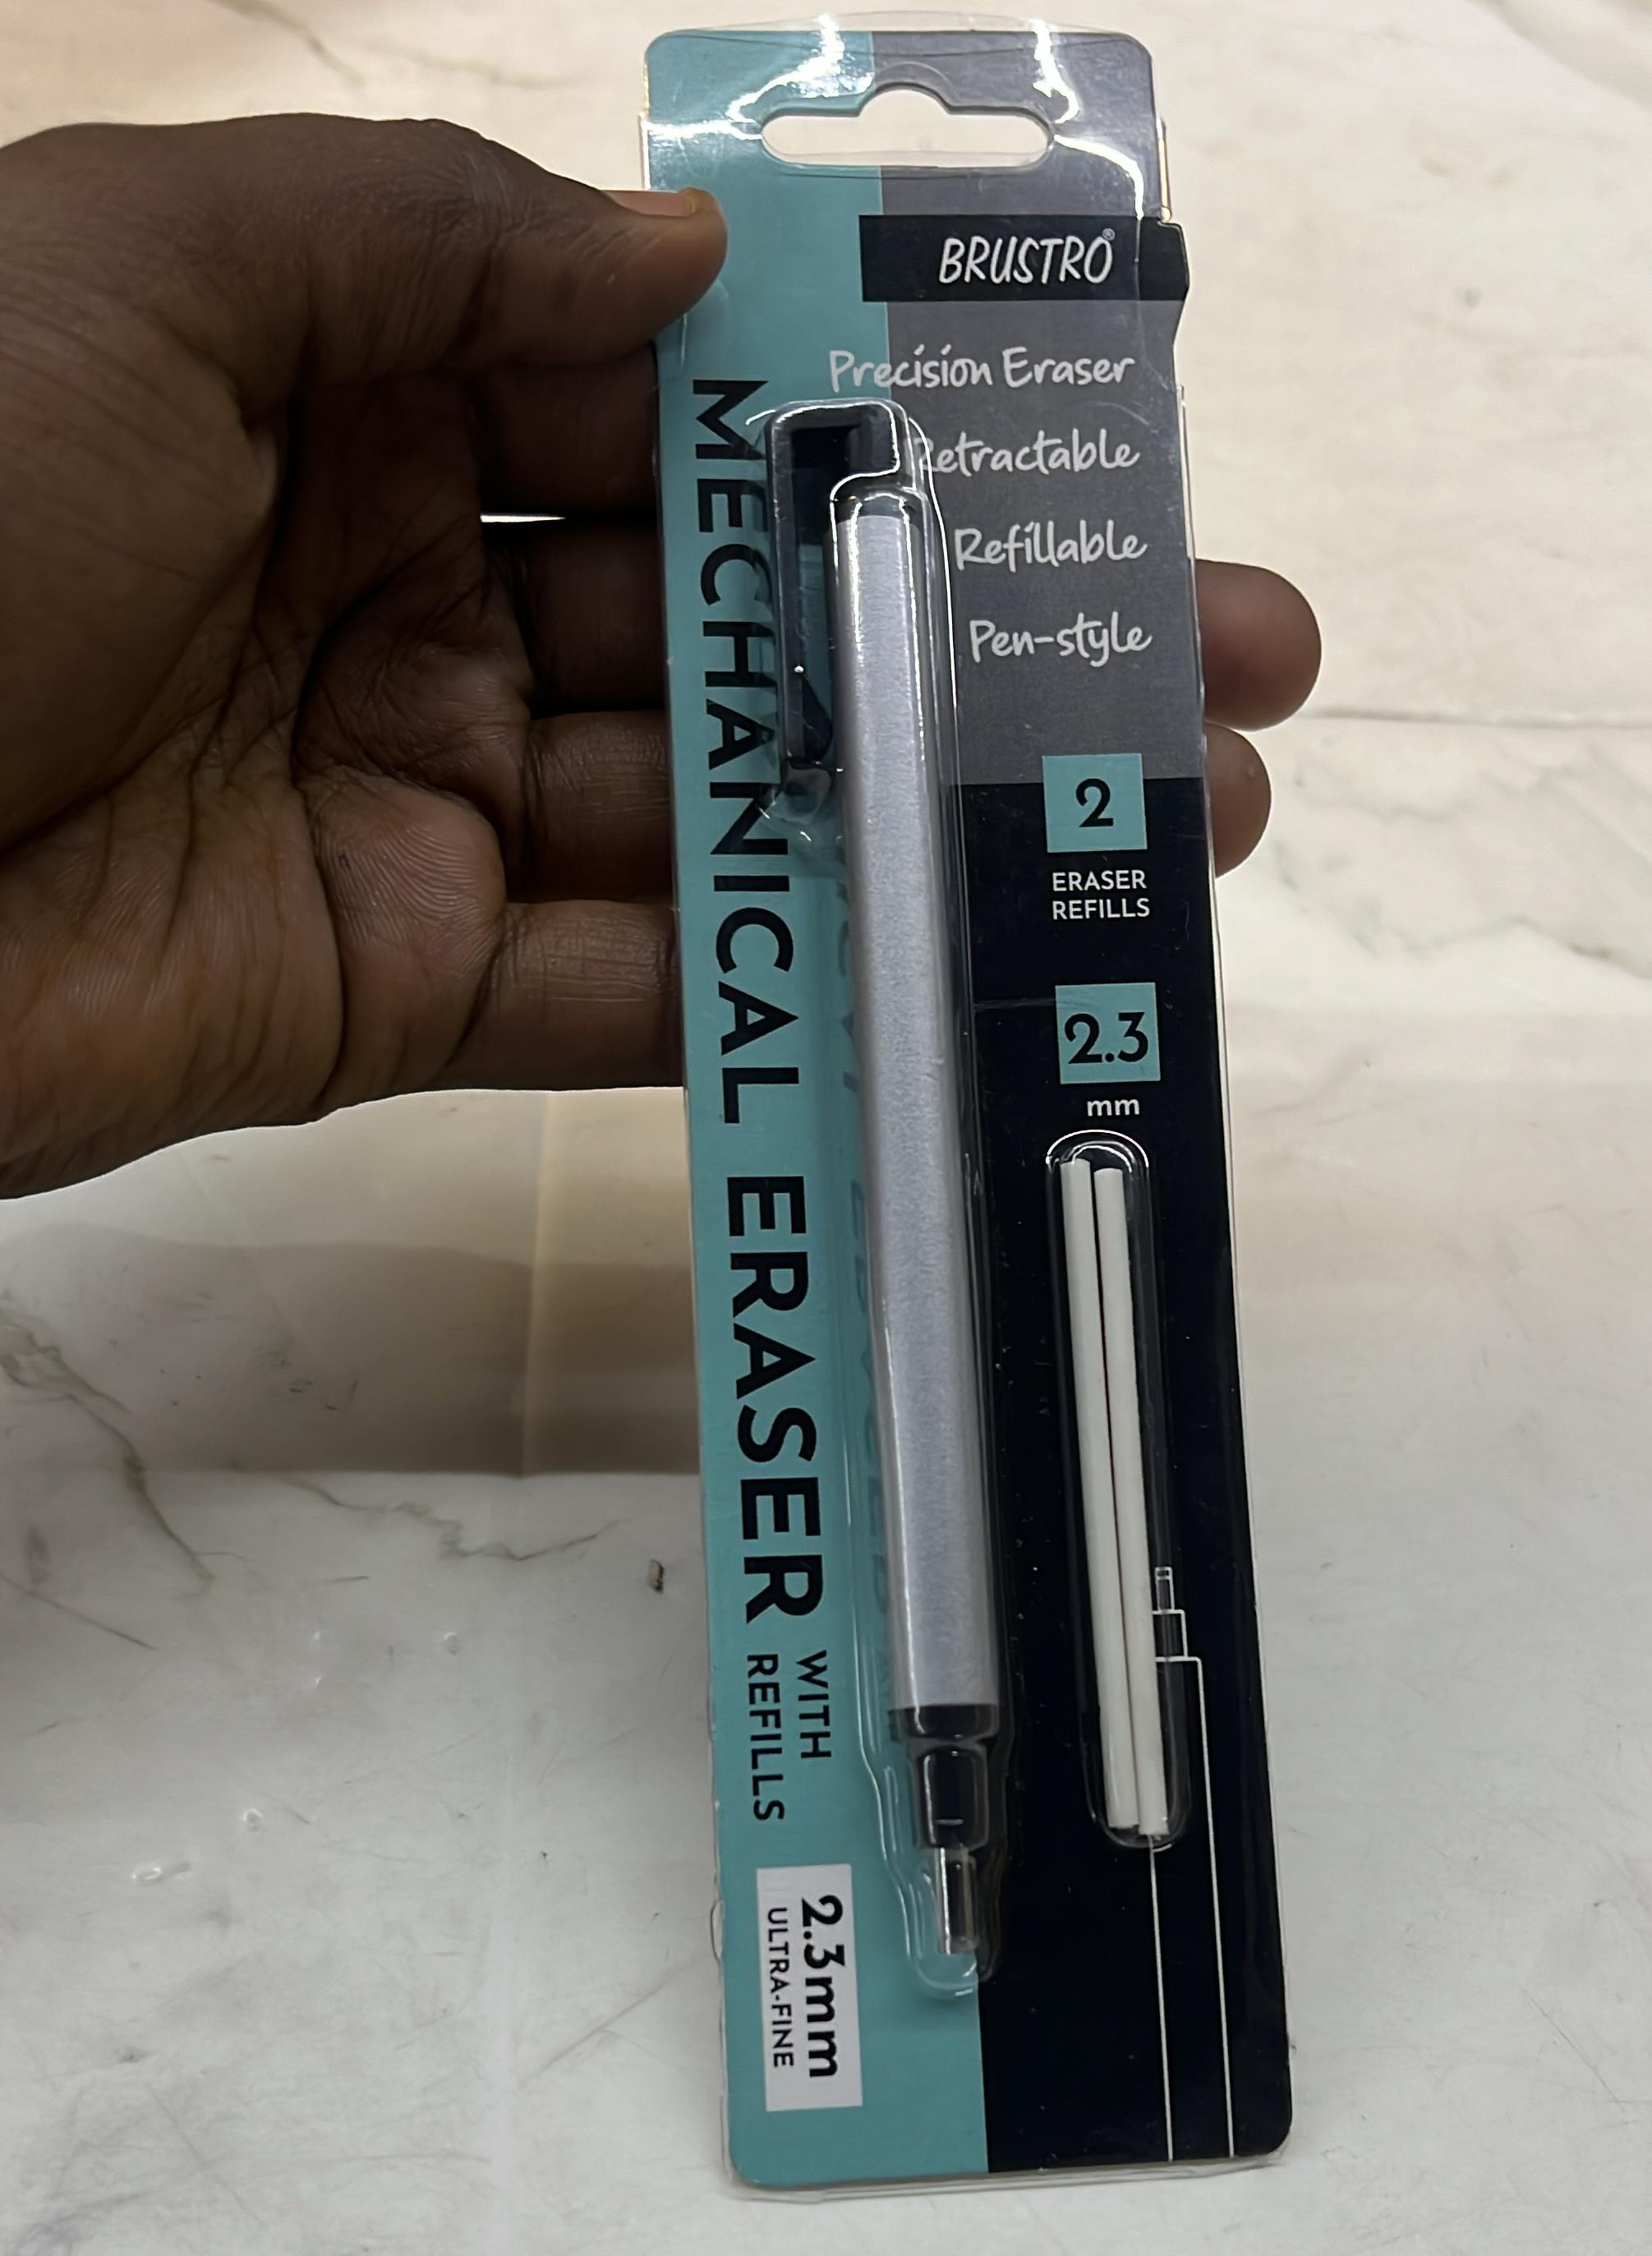 BRUSTRO®
Precision Eraser
Retractable
Refillable
Pen-style
2
ERASER
REFILLS
2.3
mm
MECHANICAL ERASER WITH
REFILLS
2.3mm
ULTRA-FINE